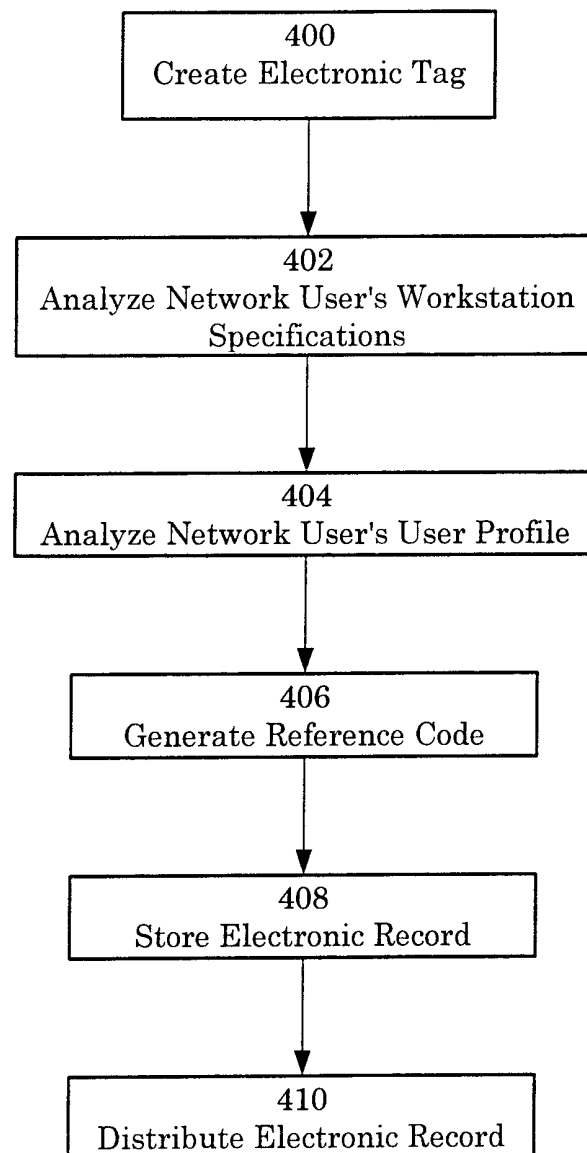 400
Create Electronic Tag
402
Analyze Network User's Workstation
Specifications
404
Analyze Network User's User Profile
406
Generate Reference Code
408
Store Electronic Record
410
Distribute Electronic Record